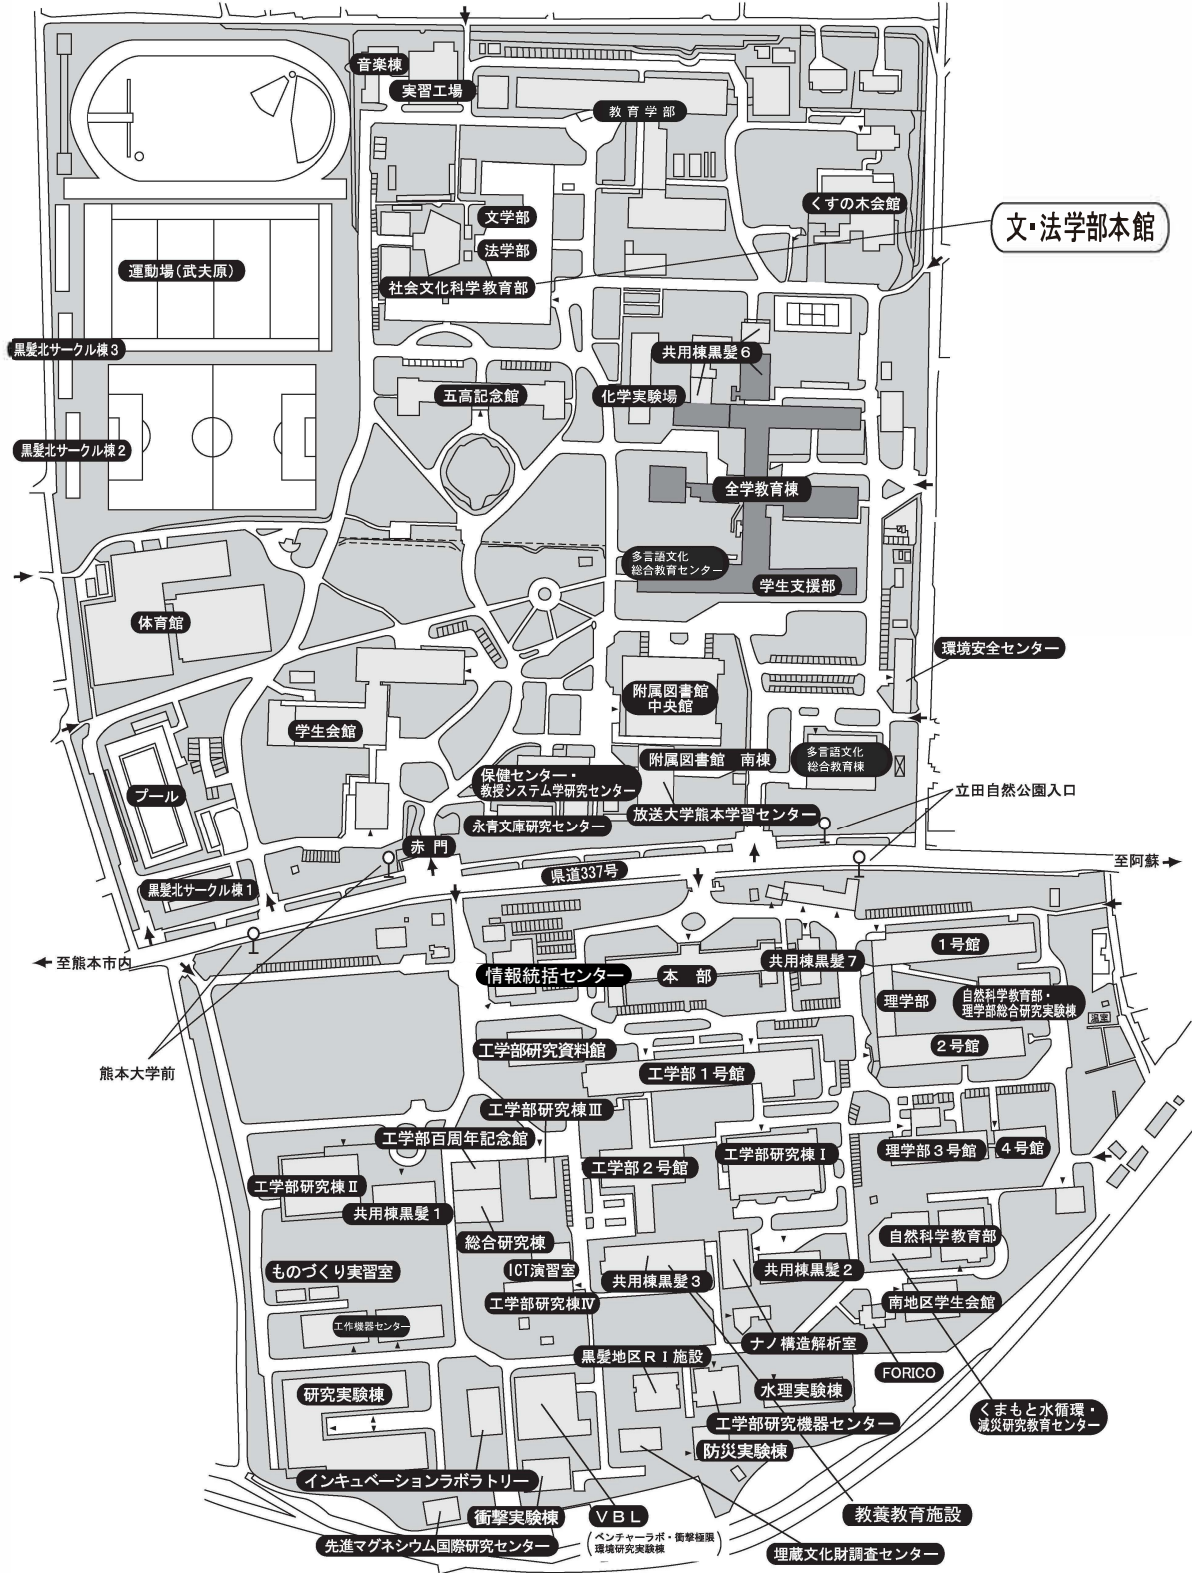 音楽棟
実習工場
教育学部
くすの木会館
文学部
文・法学部本館
法学部
運動場(武夫原)
社会文化科学教育部
黒髪北サークル棟3
共用棟黒髪6
五高記念館
化学実験場
黒髪北サークル棟2
全学教育棟
多言語文化
総合教育センター
学生支援部
体育館
環境安全センター
附属図書館
中央館
学生会館
附属図書館 南棟
多言語文化
総合教育棟
保健センター・
教授システム学研究センター
プール
立田自然公園入口
放送大学熊本学習センター
永青文庫研究センター
赤門
至阿蘇
県道337号
黒髪北サークル棟1
1号館
至熊本市内
共用棟黒髪7
情報統括センター
本部
理学部
自然科学教育部・
理学部総合研究実験棟
温室
2号館
工学部研究資料館
熊本大学前
工学部1号館
工学部研究棟Ⅲ
工学部百周年記念館
工学部研究棟Ⅰ
理学部3号館
4号館
工学部2号館
工学部研究棟Ⅱ
共用棟黒髪1
総合研究棟
自然科学教育部
ものづくり実習室
ICT演習室
共用棟黒髪3
共用棟黒髪2
工学部研究棟Ⅳ
南地区学生会館
工作機器センター
ナノ構造解析室
黒髪地区RI施設
FORICO
研究実験棟
水理実験棟
くまもと水循環・
減災研究教育センター
工学部研究機器センター
防災実験棟
インキュベーションラボラトリー
衝撃実験棟
VBL
教養教育施設
先進マグネシウム国際研究センター
(ベンチャーラボ・衝撃極限
環境研究実験棟)
埋蔵文化財調査センター